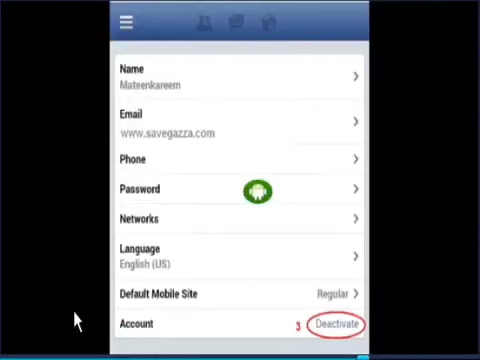 Name
Mateenkareem
Email
www.savegazza.com
Phone
Password
Networks
Language
English (US)
Default Mobile Site Regular
Account 3 Deactivate